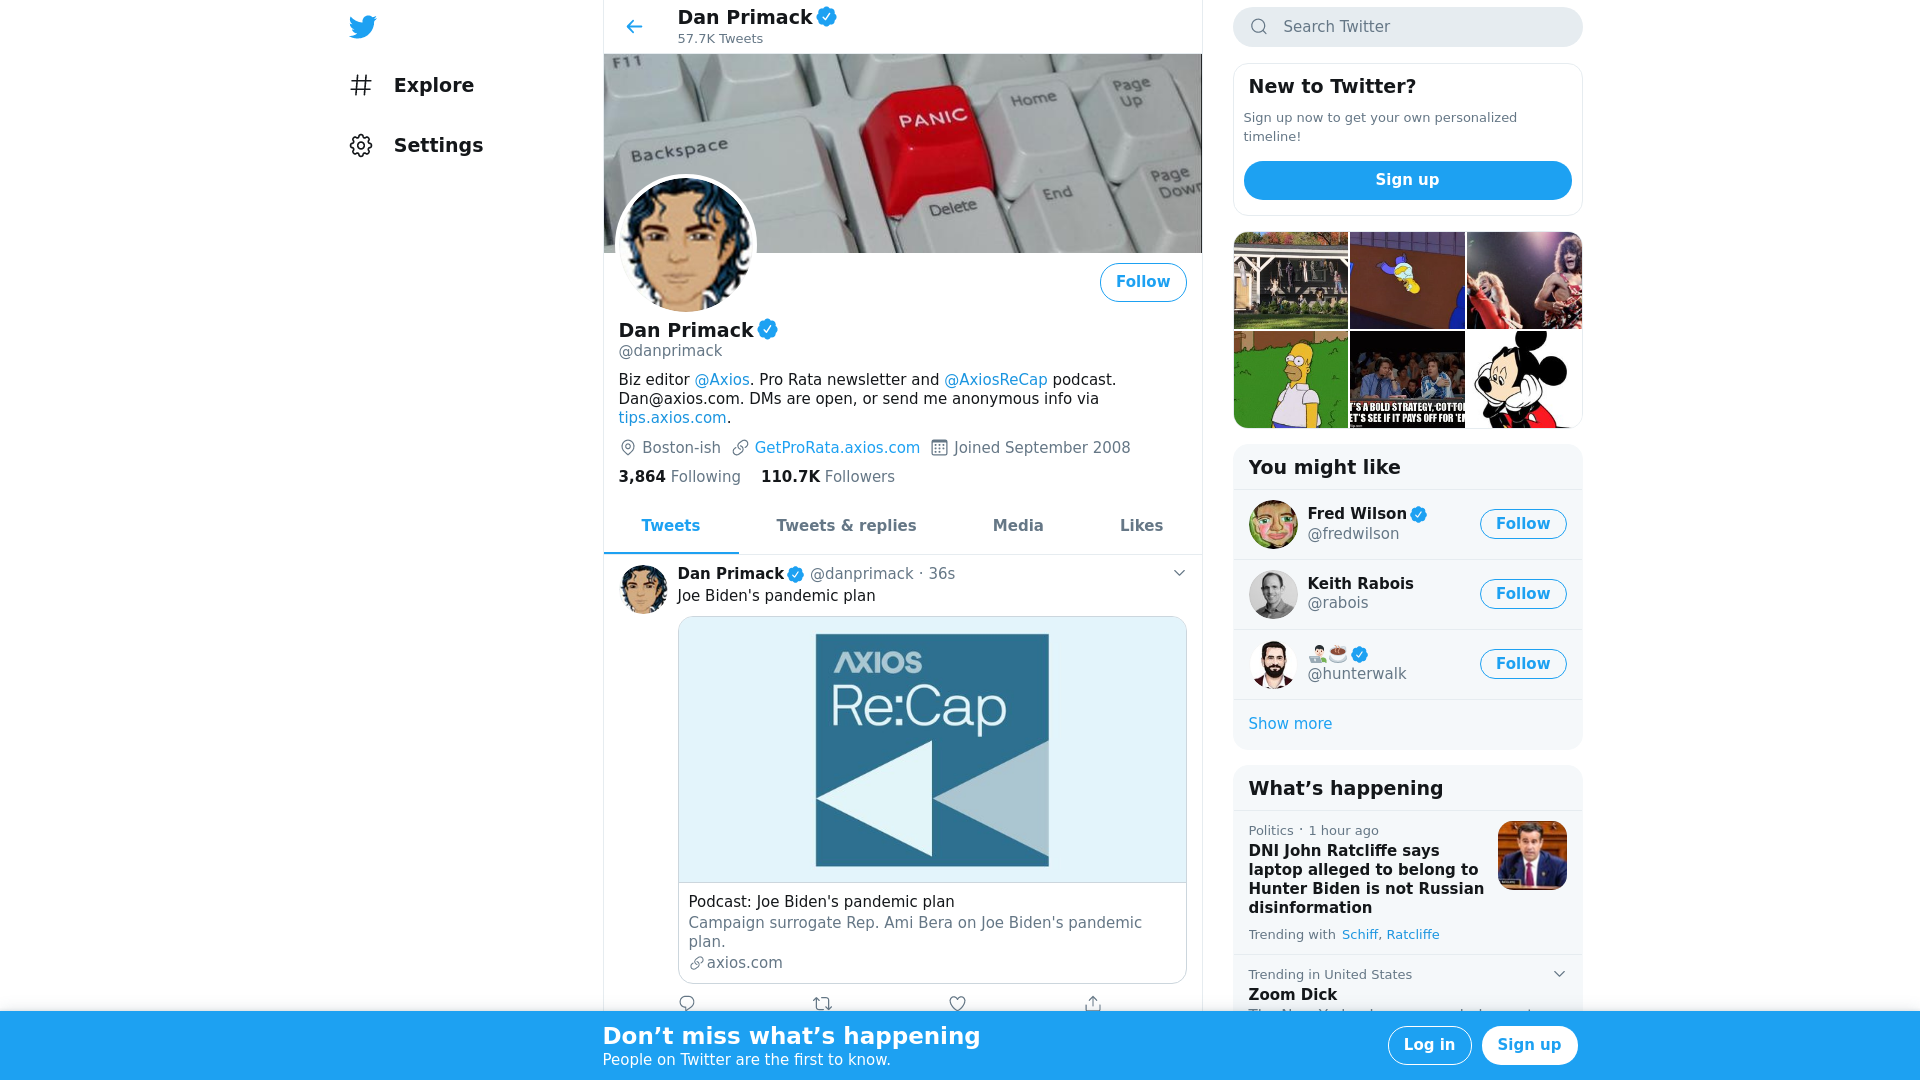 Explore
Settings
Dan Primack
57.7K Tweets
F11
PANIC
Home
Page Up
Backspace
Delete
End
Page Down
Follow
Dan Primack
@danprimack
Biz editor @Axios. Pro Rata newsletter and @AxiosReCap podcast.
Dan@axios.com. DMs are open, or send me anonymous info via
tips.axios.com.
Boston-ish GetProRata.axios.com Joined September 2008
3,864 Following 110.7K Followers
Tweets Tweets & replies Media Likes
Dan Primack @danprimack · 36s
Joe Biden's pandemic plan
AXIOS
Re:Cap
Podcast: Joe Biden's pandemic plan
Campaign surrogate Rep. Ami Bera on Joe Biden's pandemic
plan.
axios.com
Search Twitter
New to Twitter?
Sign up now to get your own personalized
timeline!
Sign up
IT'S A BOLD STRATEGY, COTTON
LET'S SEE IF IT PAYS OFF FOR 'EM
You might like
Fred Wilson
@fredwilson
Follow
Keith Rabois
@rabois
Follow
@hunterwalk
Follow
Show more
What’s happening
Politics · 1 hour ago
DNI John Ratcliffe says
laptop alleged to belong to
Hunter Biden is not Russian
disinformation
Trending with Schiff, Ratcliffe
Trending in United States
Zoom Dick
Don’t miss what’s happening
People on Twitter are the first to know.
Log in
Sign up